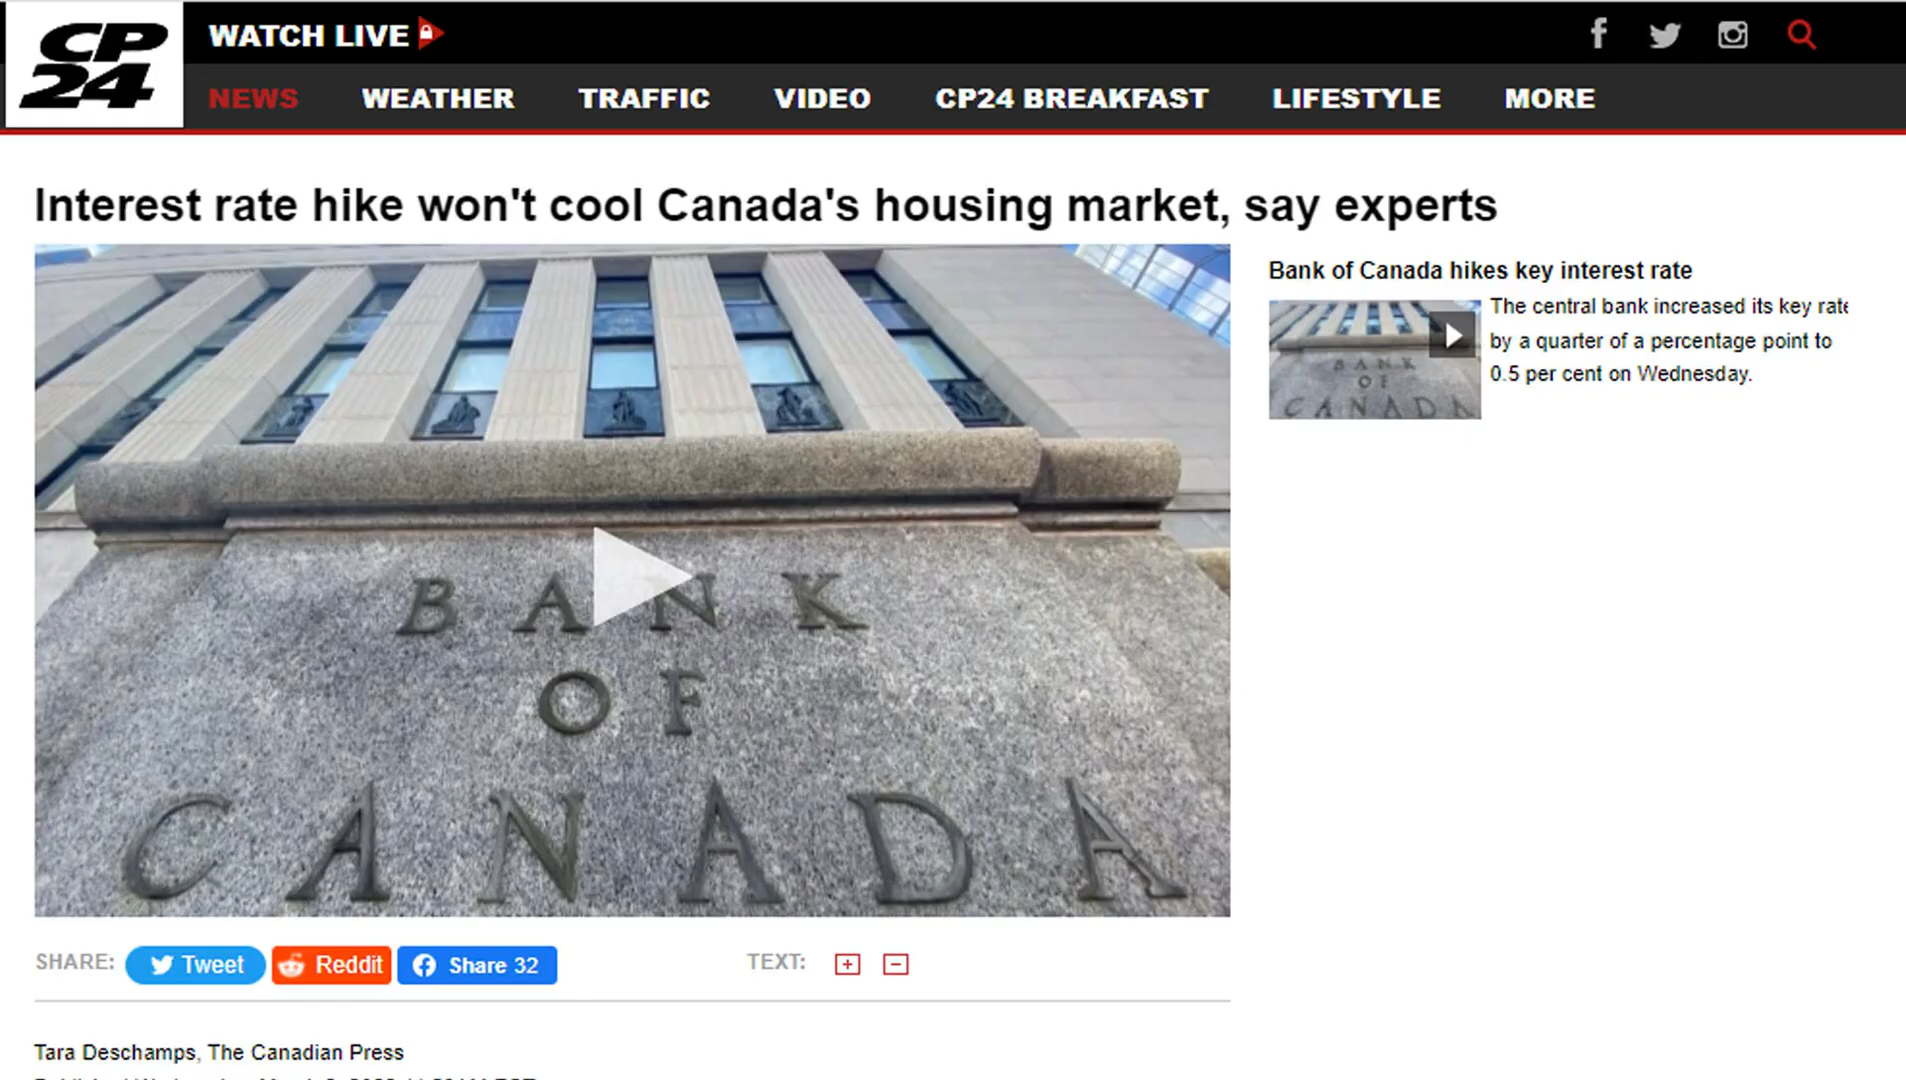 CP
24
WATCH LIVE
NEWS WEATHER TRAFFIC VIDEO CP24 BREAKFAST LIFESTYLE MORE
Interest rate hike won't cool Canada's housing market, say experts
BANK
OF
CANADA
Bank of Canada hikes key interest rate
BANK
OF
CANADA
The central bank increased its key rate
by a quarter of a percentage point to
0.5 per cent on Wednesday.
SHARE: Tweet Reddit Share 32 TEXT:
Tara Deschamps, The Canadian Press